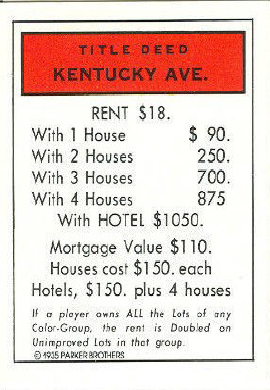 TITLE DEED
KENTUCKY AVE.
RENT $18.
With 1 House $ 90.
With 2 Houses 250.
With 3 Houses 700.
With 4 Houses 875
With HOTEL $1050.
Mortgage Value $110.
Houses cost $150. each
Hotels, $150. plus 4 houses
If a player owns ALL the Lots of any
Color-Group, the rent is Doubled on
Unimproved Lots in that group.
© 1935 PARKER BROTHERS